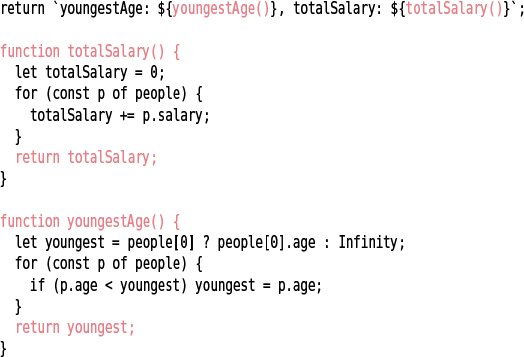 return `youngestAge: ${youngestAge()}, totalSalary: ${totalSalary()}`;
function totalSalary() {
let totalSalary = 0;
for (const p of people) {
totalSalary += p.salary;
}
return totalSalary;
}
function youngestAge() {
let youngest = people[0] ? people[0].age : Infinity;
for (const p of people) {
if (p.age < youngest) youngest = p.age;
}
return youngest;
}